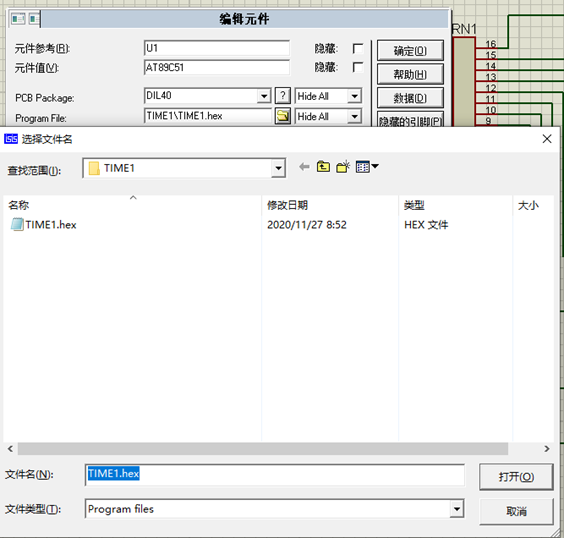 编辑元件
RN1
元件参考(R):
U1
隐藏:
确定(O)
元件值(V):
AT89C51
隐藏:
帮助(H)
PCB Package:
DIL40
?
Hide All
数据(D)
Program File:
TIME1\TIME1.hex
Hide All
隐藏的引脚(P)
16
15
14
13
12
11
10
9
ISIS 选择文件名
查找范围(I):
TIME1
名称
修改日期
类型
大小
TIME1.hex
2020/11/27 8:52
HEX 文件
文件名(N):
TIME1.hex
打开(O)
文件类型(T):
Program files
取消